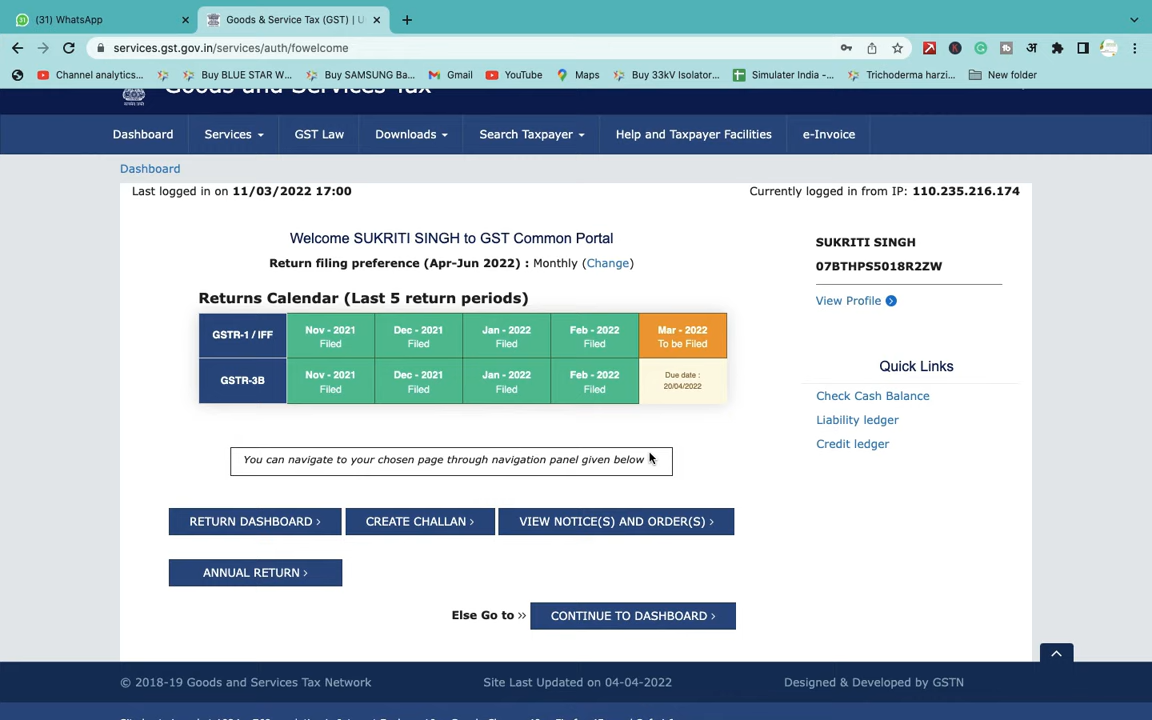 (31) WhatsApp
Goods & Service Tax (GST) | U
services.gst.gov.in/services/auth/fowelcome
Channel analytics...
Buy BLUE STAR W...
Buy SAMSUNG Ba...
Gmail
YouTube
Maps
Buy 33kV Isolator...
Simulater India -...
Trichoderma harzi...
New folder
Goods and Services Tax
Dashboard
Services
GST Law
Downloads
Search Taxpayer
Help and Taxpayer Facilities
e-Invoice
Dashboard
Last logged in on 11/03/2022 17:00
Currently logged in from IP: 110.235.216.174
Welcome SUKRITI SINGH to GST Common Portal
Return filing preference (Apr-Jun 2022) : Monthly (Change)
SUKRITI SINGH
07BTHPS5018R2ZW
View Profile
Returns Calendar (Last 5 return periods)
GSTR-1 / IFF
Nov - 2021
Filed
Dec - 2021
Filed
Jan - 2022
Filed
Feb - 2022
Filed
Mar - 2022
To be Filed
GSTR-3B
Nov - 2021
Filed
Dec - 2021
Filed
Jan - 2022
Filed
Feb - 2022
Filed
Due date :
20/04/2022
Quick Links
Check Cash Balance
Liability ledger
Credit ledger
You can navigate to your chosen page through navigation panel given below
RETURN DASHBOARD ›
CREATE CHALLAN ›
VIEW NOTICE(S) AND ORDER(S) ›
ANNUAL RETURN ›
Else Go to »
CONTINUE TO DASHBOARD ›
© 2018-19 Goods and Services Tax Network
Site Last Updated on 04-04-2022
Designed & Developed by GSTN